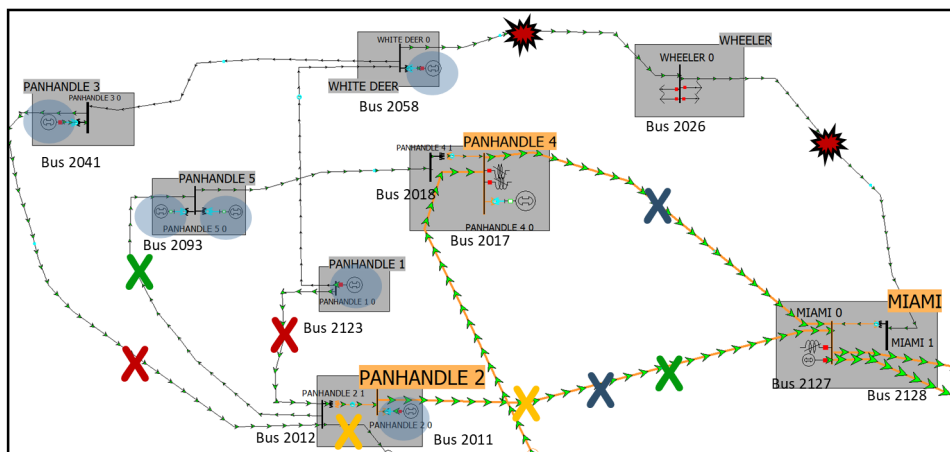 WHITE DEER 0
WHEELER
WHEELER 0
WHITE DEER
Bus 2058
PANHANDLE 3
PANHANDLE 3 0
Bus 2026
PANHANDLE 4
PANHANDLE 4 1
Bus 2041
PANHANDLE 5
Bus 2018
PANHANDLE 4 0
PANHANDLE 5 0
Bus 2093
Bus 2017
PANHANDLE 1
PANHANDLE 1 0
MIAMI
MIAMI 0
Bus 2123
MIAMI 1
PANHANDLE 2
Bus 2127
PANHANDLE 2 1
Bus 2128
PANHANDLE 2 0
Bus 2012
Bus 2011